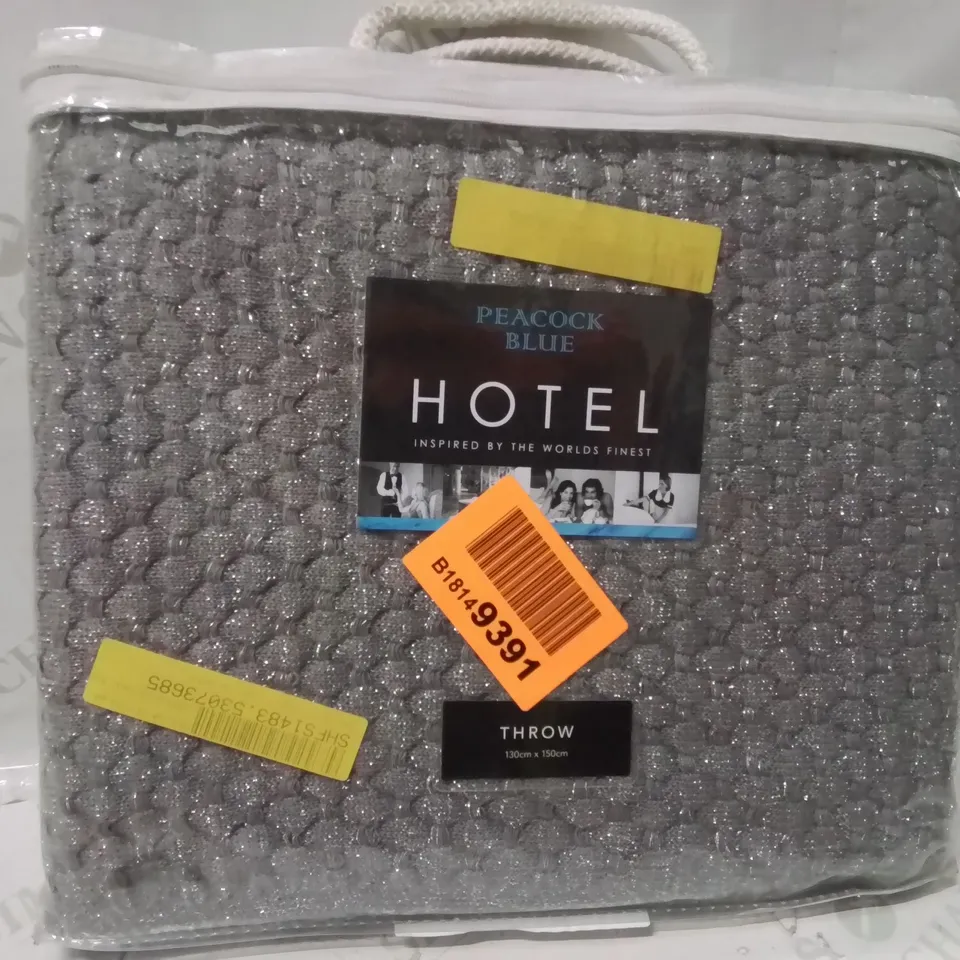 PEACOCK
BLUE
HOTEL
INSPIRED BY THE WORLDS FINEST
B18149391
SHFS1483.53073685
THROW
130cm x 150cm